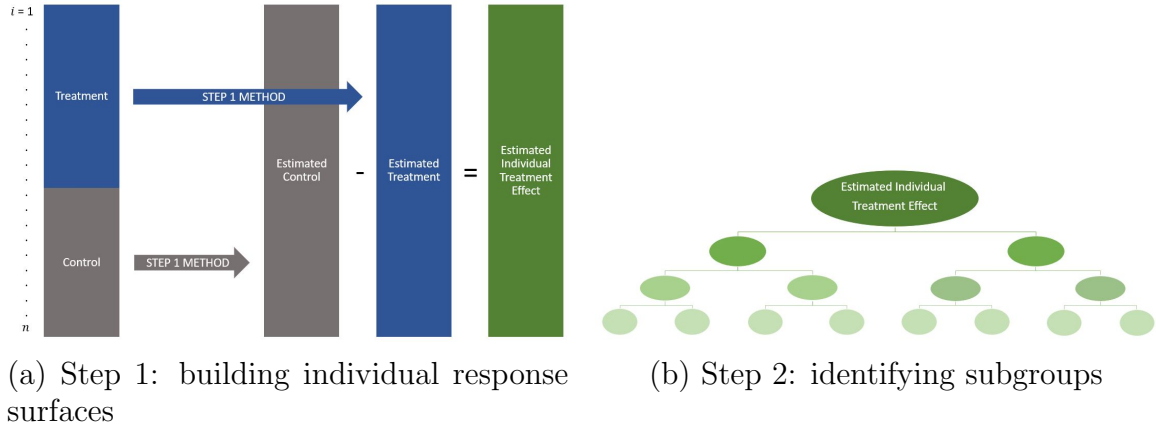 i = 1
Treatment
STEP 1 METHOD
Estimated
Control
-
Estimated
Treatment
=
Estimated
Individual
Treatment
Effect
Control
STEP 1 METHOD
n
Estimated Individual
Treatment Effect
(a) Step 1: building individual response
surfaces
(b) Step 2: identifying subgroups